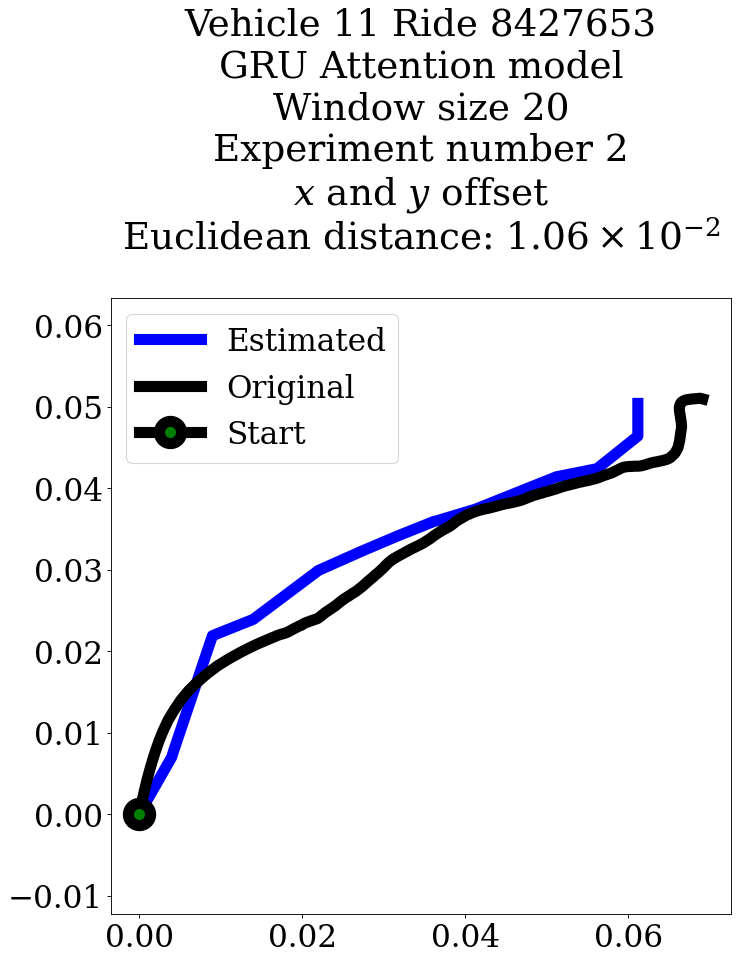 Vehicle 11 Ride 8427653
GRU Attention model
Window size 20
Experiment number 2
x and y offset
Euclidean distance: 1.06 × 10⁻²
Estimated
Original
Start
0.06
0.05
0.04
0.03
0.02
0.01
0.00
−0.01
0.00 0.02 0.04 0.06